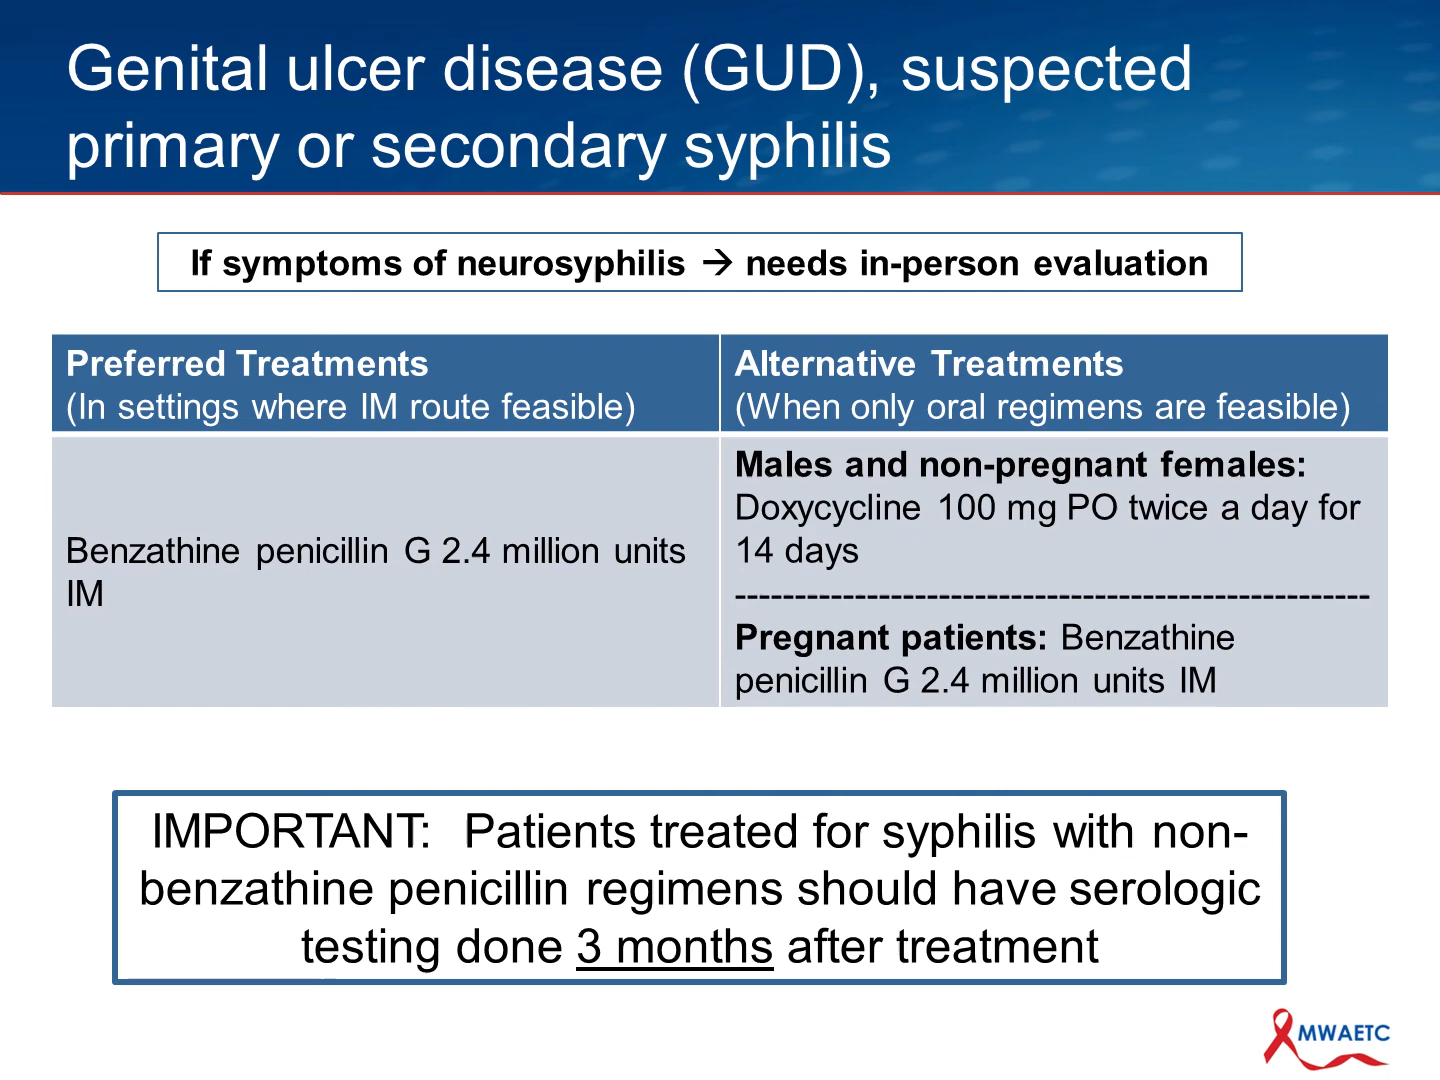 Genital ulcer disease (GUD), suspected
primary or secondary syphilis
If symptoms of neurosyphilis → needs in-person evaluation
Preferred Treatments
(In settings where IM route feasible)
Alternative Treatments
(When only oral regimens are feasible)
Benzathine penicillin G 2.4 million units
IM
Males and non-pregnant females:
Doxycycline 100 mg PO twice a day for
14 days
-----------------------------------------------------
Pregnant patients: Benzathine
penicillin G 2.4 million units IM
IMPORTANT: Patients treated for syphilis with non-
benzathine penicillin regimens should have serologic
testing done 3 months after treatment
MWAETC